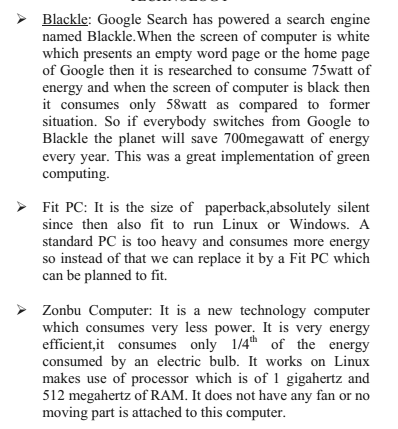 ➢ Blackle: Google Search has powered a search engine
named Blackle.When the screen of computer is white
which presents an empty word page or the home page
of Google then it is researched to consume 75watt of
energy and when the screen of computer is black then
it consumes only 58watt as compared to former
situation. So if everybody switches from Google to
Blackle the planet will save 700megawatt of energy
every year. This was a great implementation of green
computing.
➢ Fit PC: It is the size of paperback,absolutely silent
since then also fit to run Linux or Windows. A
standard PC is too heavy and consumes more energy
so instead of that we can replace it by a Fit PC which
can be planned to fit.
➢ Zonbu Computer: It is a new technology computer
which consumes very less power. It is very energy
efficient,it consumes only 1/4th of the energy
consumed by an electric bulb. It works on Linux
makes use of processor which is of 1 gigahertz and
512 megahertz of RAM. It does not have any fan or no
moving part is attached to this computer.